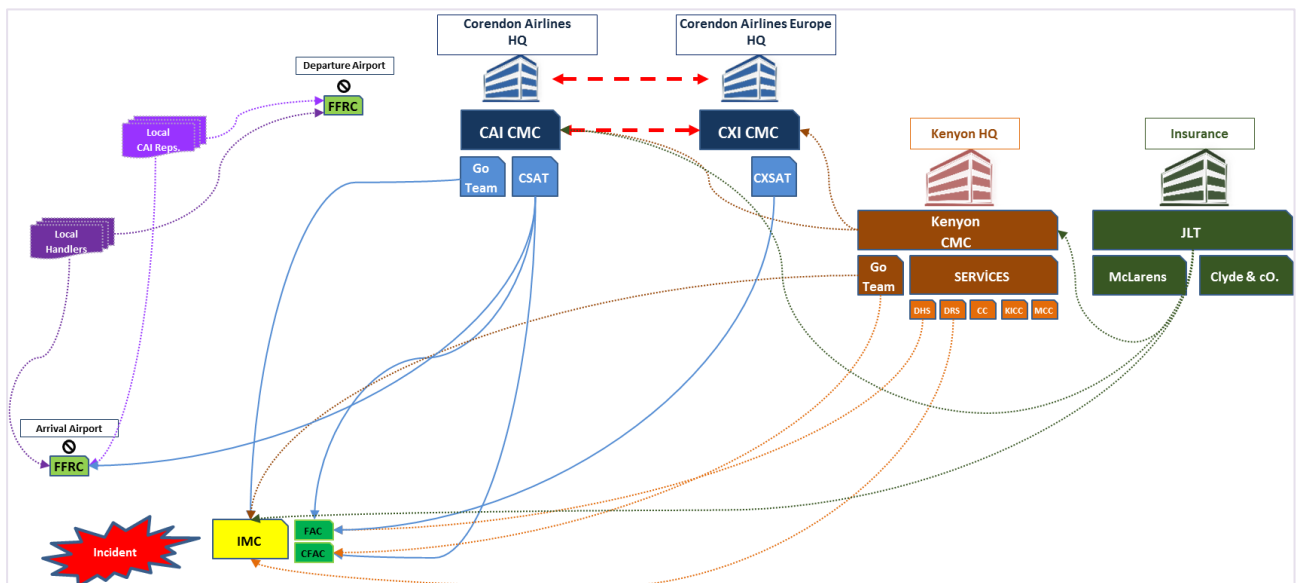 Corendon Airlines
HQ
Corendon Airlines Europe
HQ
Departure Airport
FFRC
Local
CAI Reps.
CAI CMC
CXI CMC
Kenyon HQ
Insurance
Go
Team
CSAT
CXSAT
Local
Handlers
Kenyon
CMC
JLT
Go
Team
SERVİCES
McLarens
Clyde & cO.
DHS
DRS
CC
KICC
MCC
Arrival Airport
FFRC
Incident
IMC
FAC
CFAC